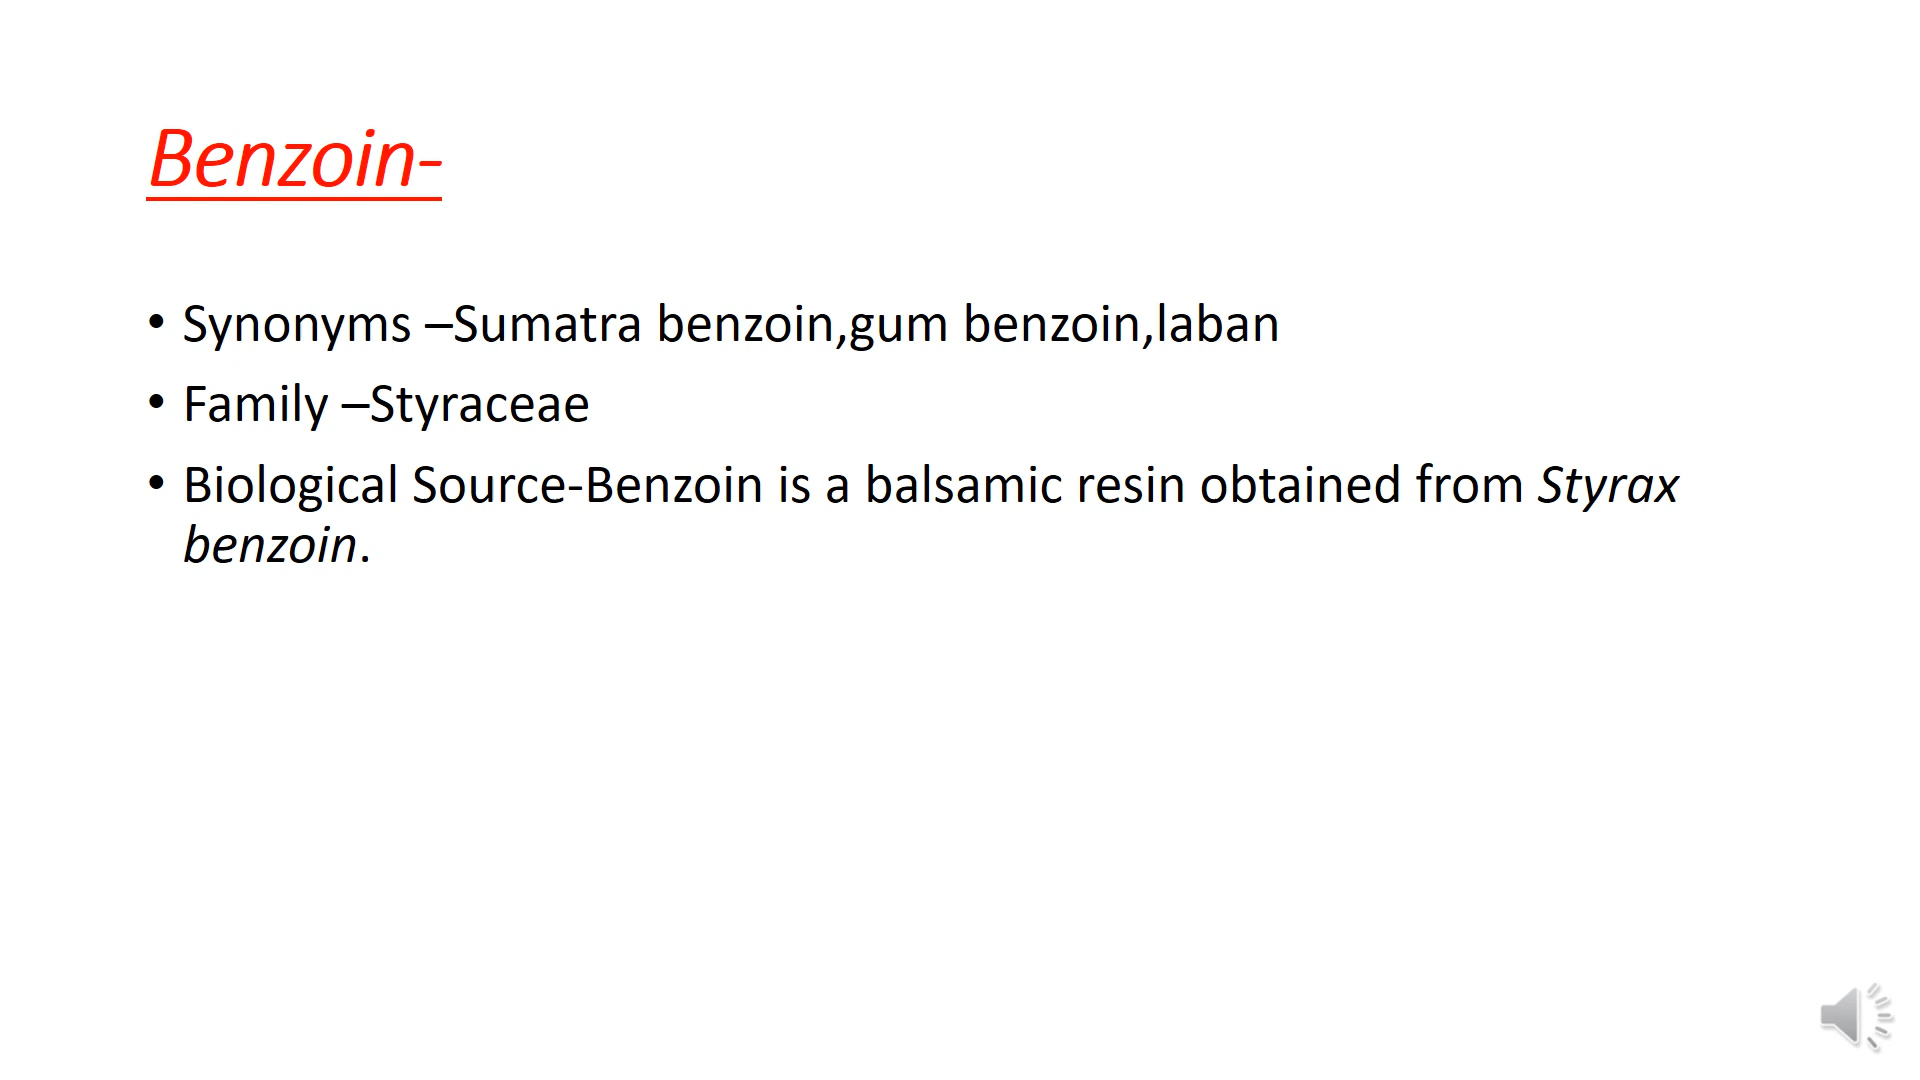 Benzoin-
• Synonyms –Sumatra benzoin,gum benzoin,laban
• Family –Styraceae
• Biological Source-Benzoin is a balsamic resin obtained from Styrax
benzoin.